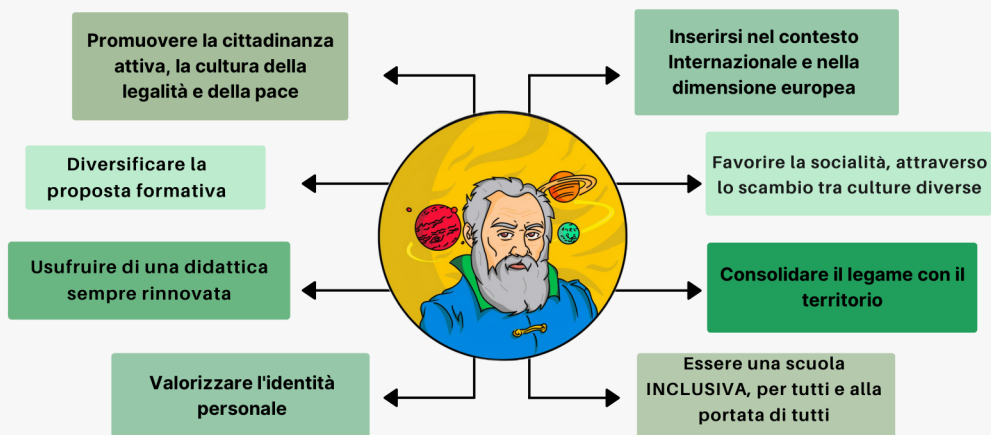 Promuovere la cittadinanza
attiva, la cultura della
legalità e della pace
Inserirsi nel contesto
Internazionale e nella
dimensione europea
Diversificare la
proposta formativa
Favorire la socialità, attraverso
lo scambio tra culture diverse
Usufruire di una didattica
sempre rinnovata
Consolidare il legame con il
territorio
Valorizzare l'identità
personale
Essere una scuola
INCLUSIVA, per tutti e alla
portata di tutti